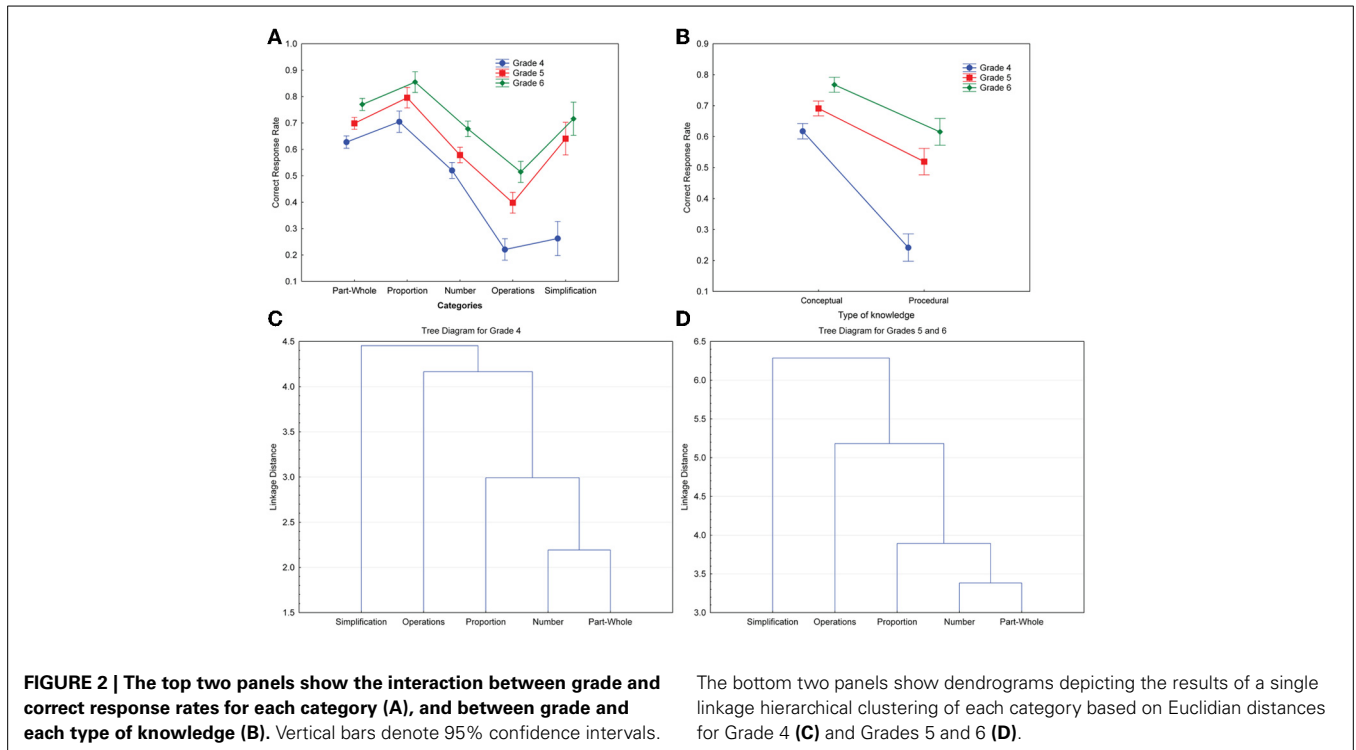 A
1.0
0.9
0.8
0.7
0.6
0.5
0.4
0.3
0.2
0.1
Correct Response Rate
Grade 4
Grade 5
Grade 6
Part-Whole Proportion Number Operations Simplification
Categories
B
0.9
0.8
0.7
0.6
0.5
0.4
0.3
0.2
0.1
Correct Response Rate
Grade 4
Grade 5
Grade 6
Conceptual Procedural
Type of knowledge
C
Tree Diagram for Grade 4
4.5
4.0
3.5
3.0
2.5
2.0
1.5
Linkage Distance
Simplification Operations Proportion Number Part-Whole
D
Tree Diagram for Grades 5 and 6
6.5
6.0
5.5
5.0
4.5
4.0
3.5
3.0
Linkage Distance
Simplification Operations Proportion Number Part-Whole
FIGURE 2 | The top two panels show the interaction between grade and
correct response rates for each category (A), and between grade and
each type of knowledge (B). Vertical bars denote 95% confidence intervals.
The bottom two panels show dendrograms depicting the results of a single
linkage hierarchical clustering of each category based on Euclidian distances
for Grade 4 (C) and Grades 5 and 6 (D).